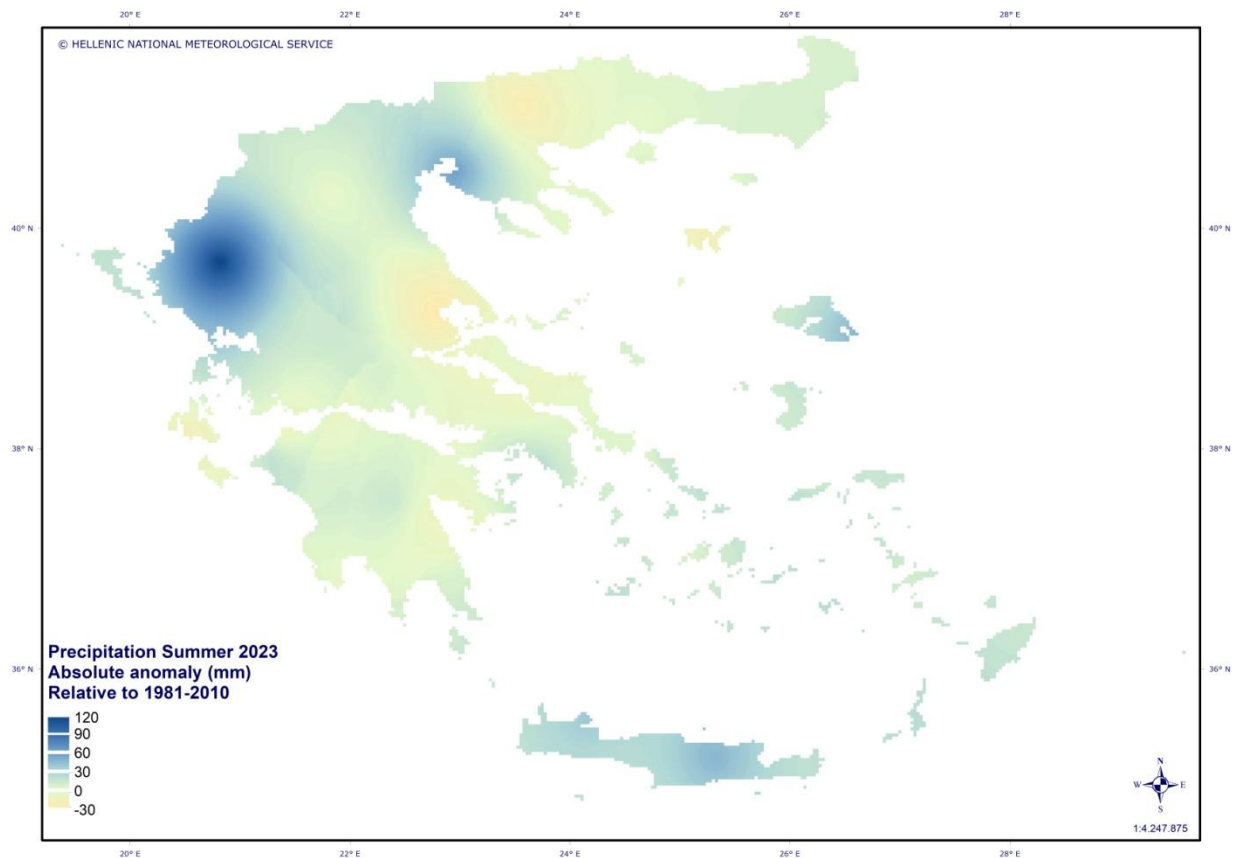 20° E 22° E 24° E 26° E 28° E
© HELLENIC NATIONAL METEOROLOGICAL SERVICE
40° N 40° N
38° N 38° N
36° N 36° N
Precipitation Summer 2023
Absolute anomaly (mm)
Relative to 1981-2010
120
90
60
30
0
-30
N
W E
S
1:4.247.875
20° E 22° E 24° E 26° E 28° E